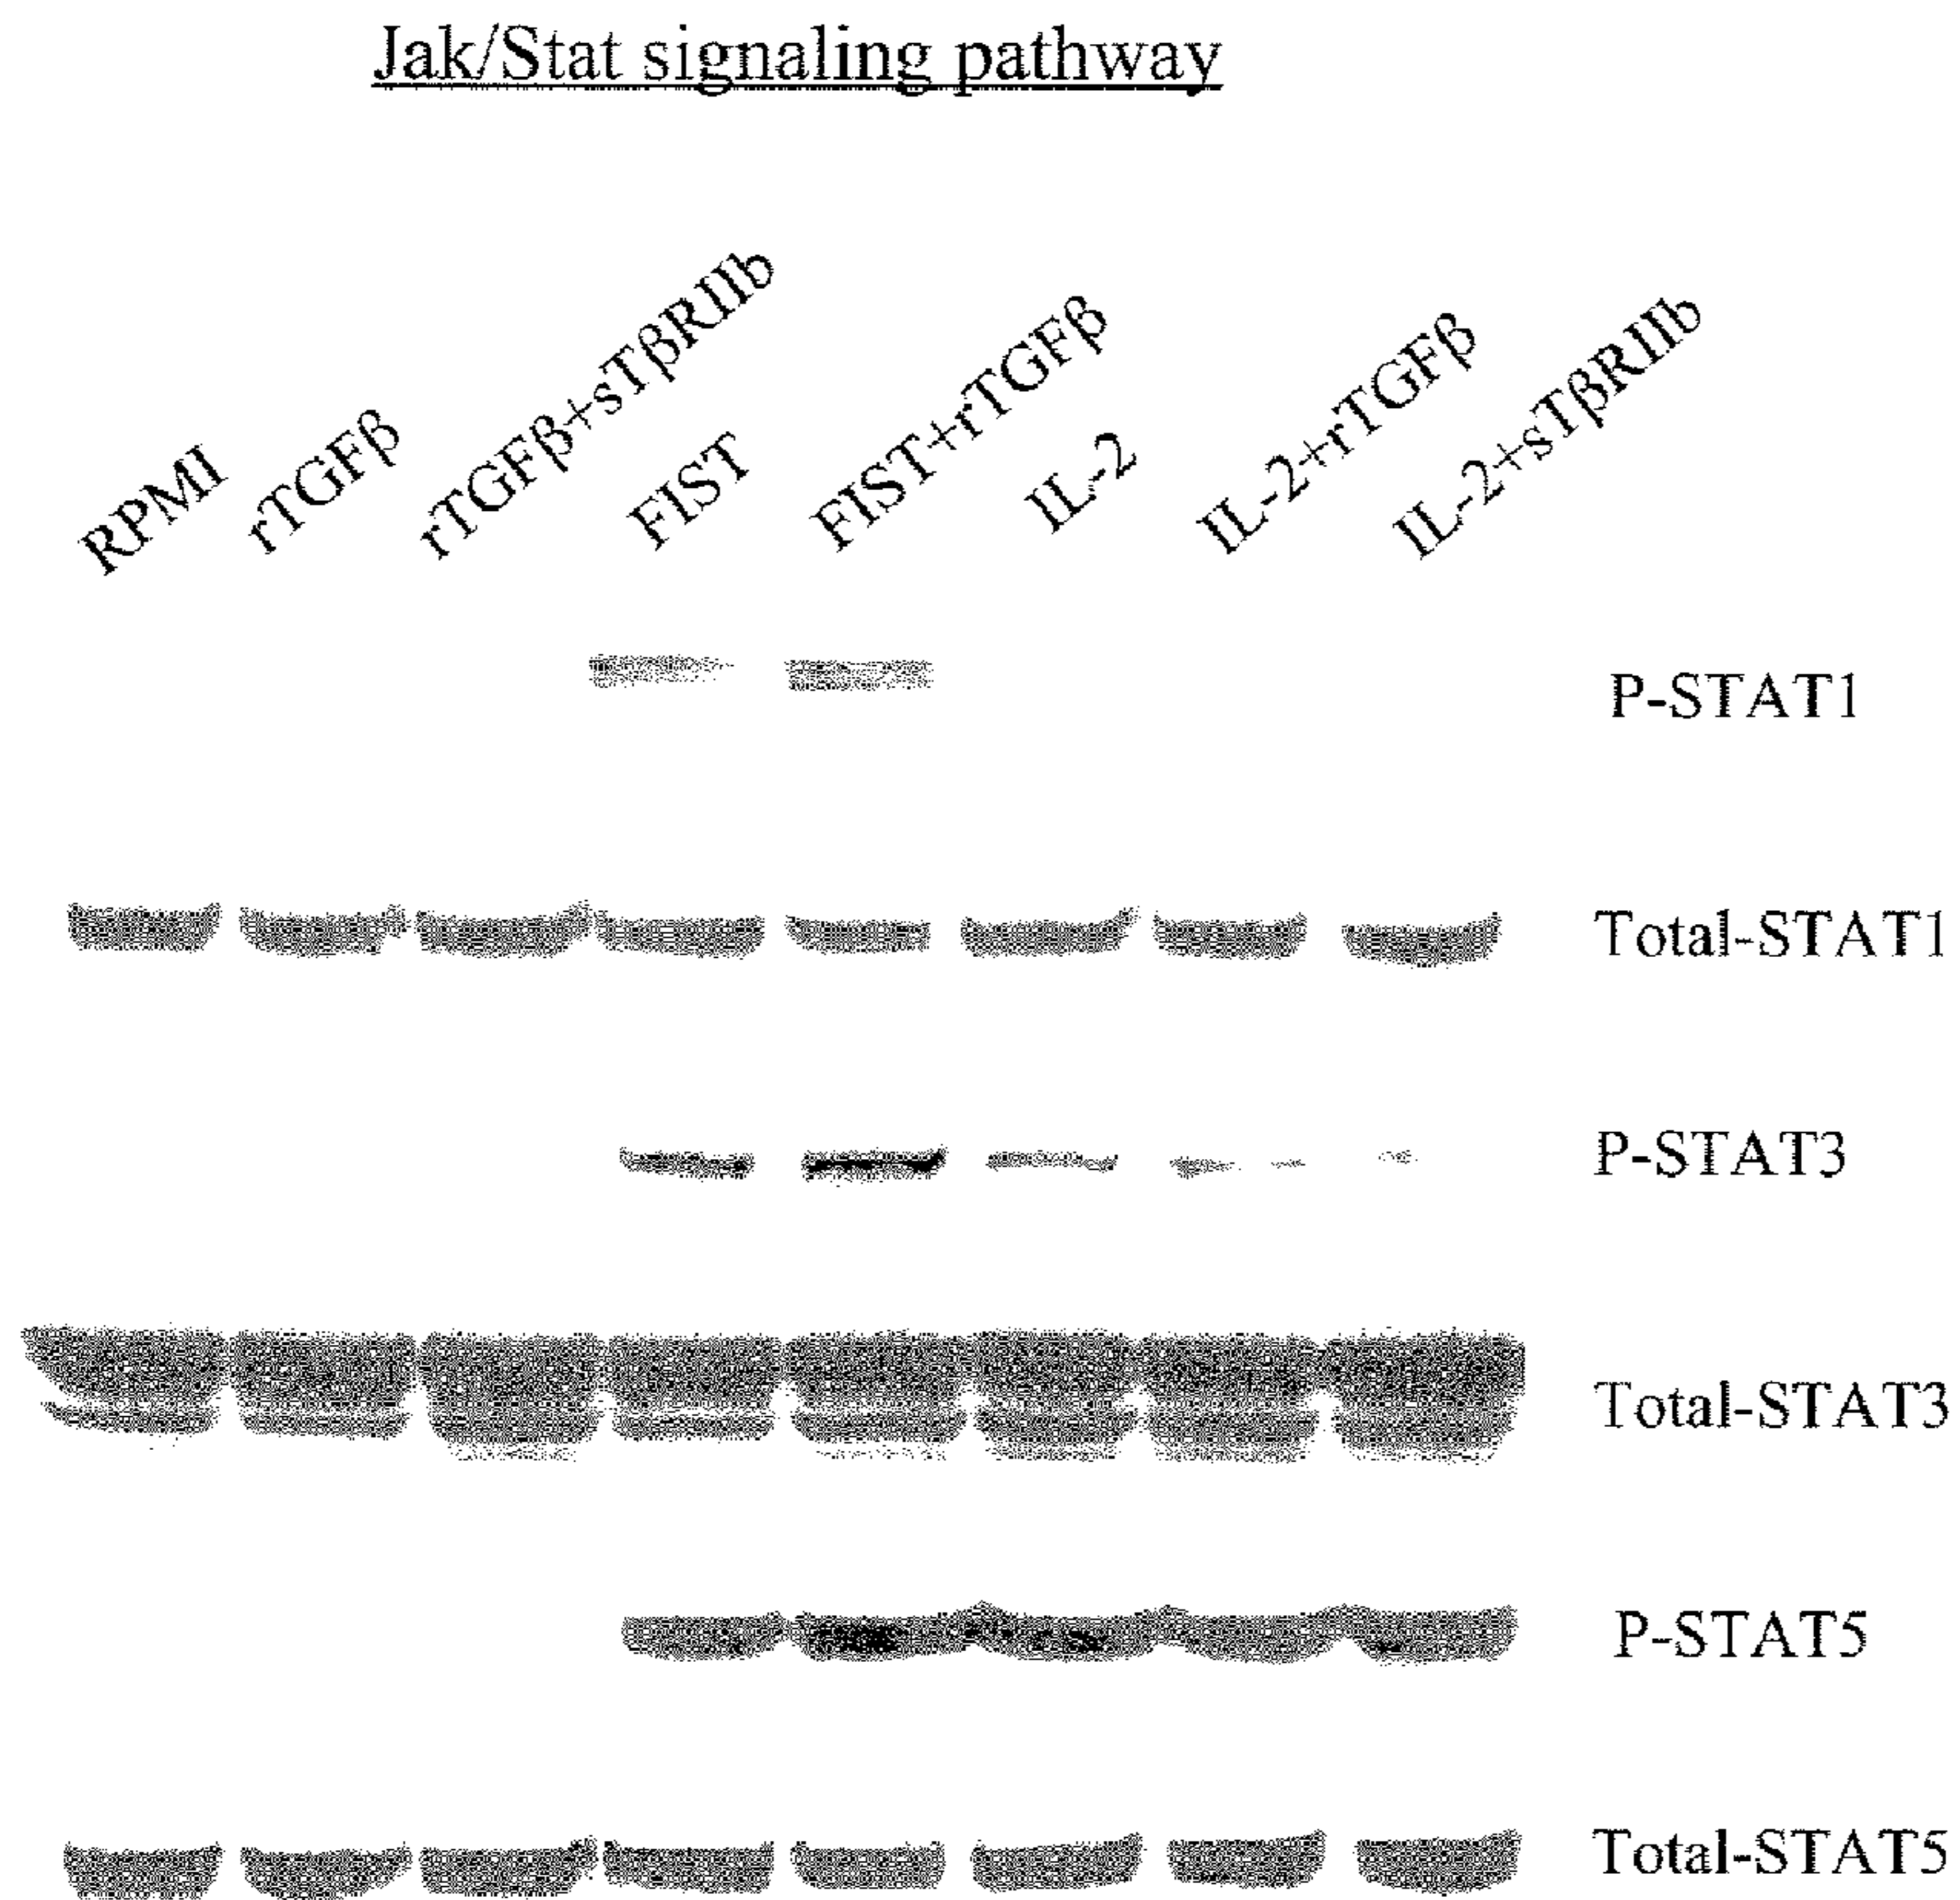 Jak/Stat signaling pathway
RPMI
rTGFβ
rTGFβ+sTβRIIb
FIST
FIST+rTGFβ
IL-2
IL-2+rTGFβ
IL-2+sTβRIIb
P-STAT1
Total-STAT1
P-STAT3
Total-STAT3
P-STAT5
Total-STAT5